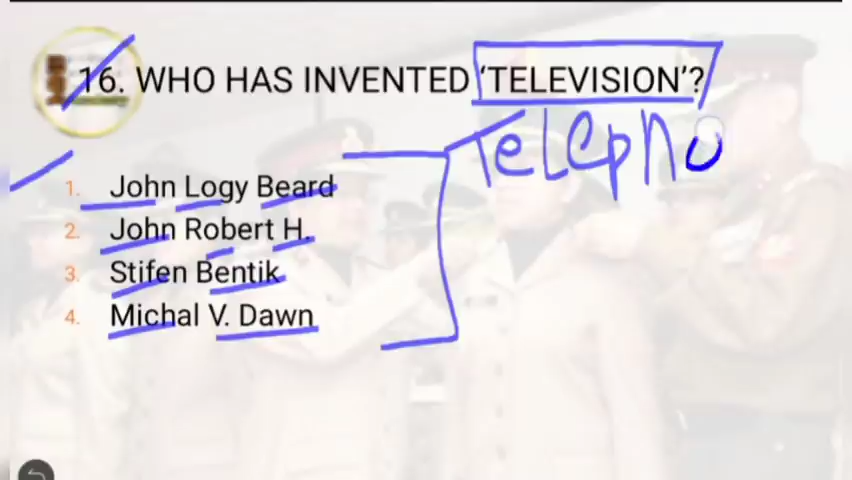 16. WHO HAS INVENTED 'TELEVISION'?
Telepho
1. John Logy Beard
2. John Robert H.
3. Stifen Bentik
4. Michal V. Dawn